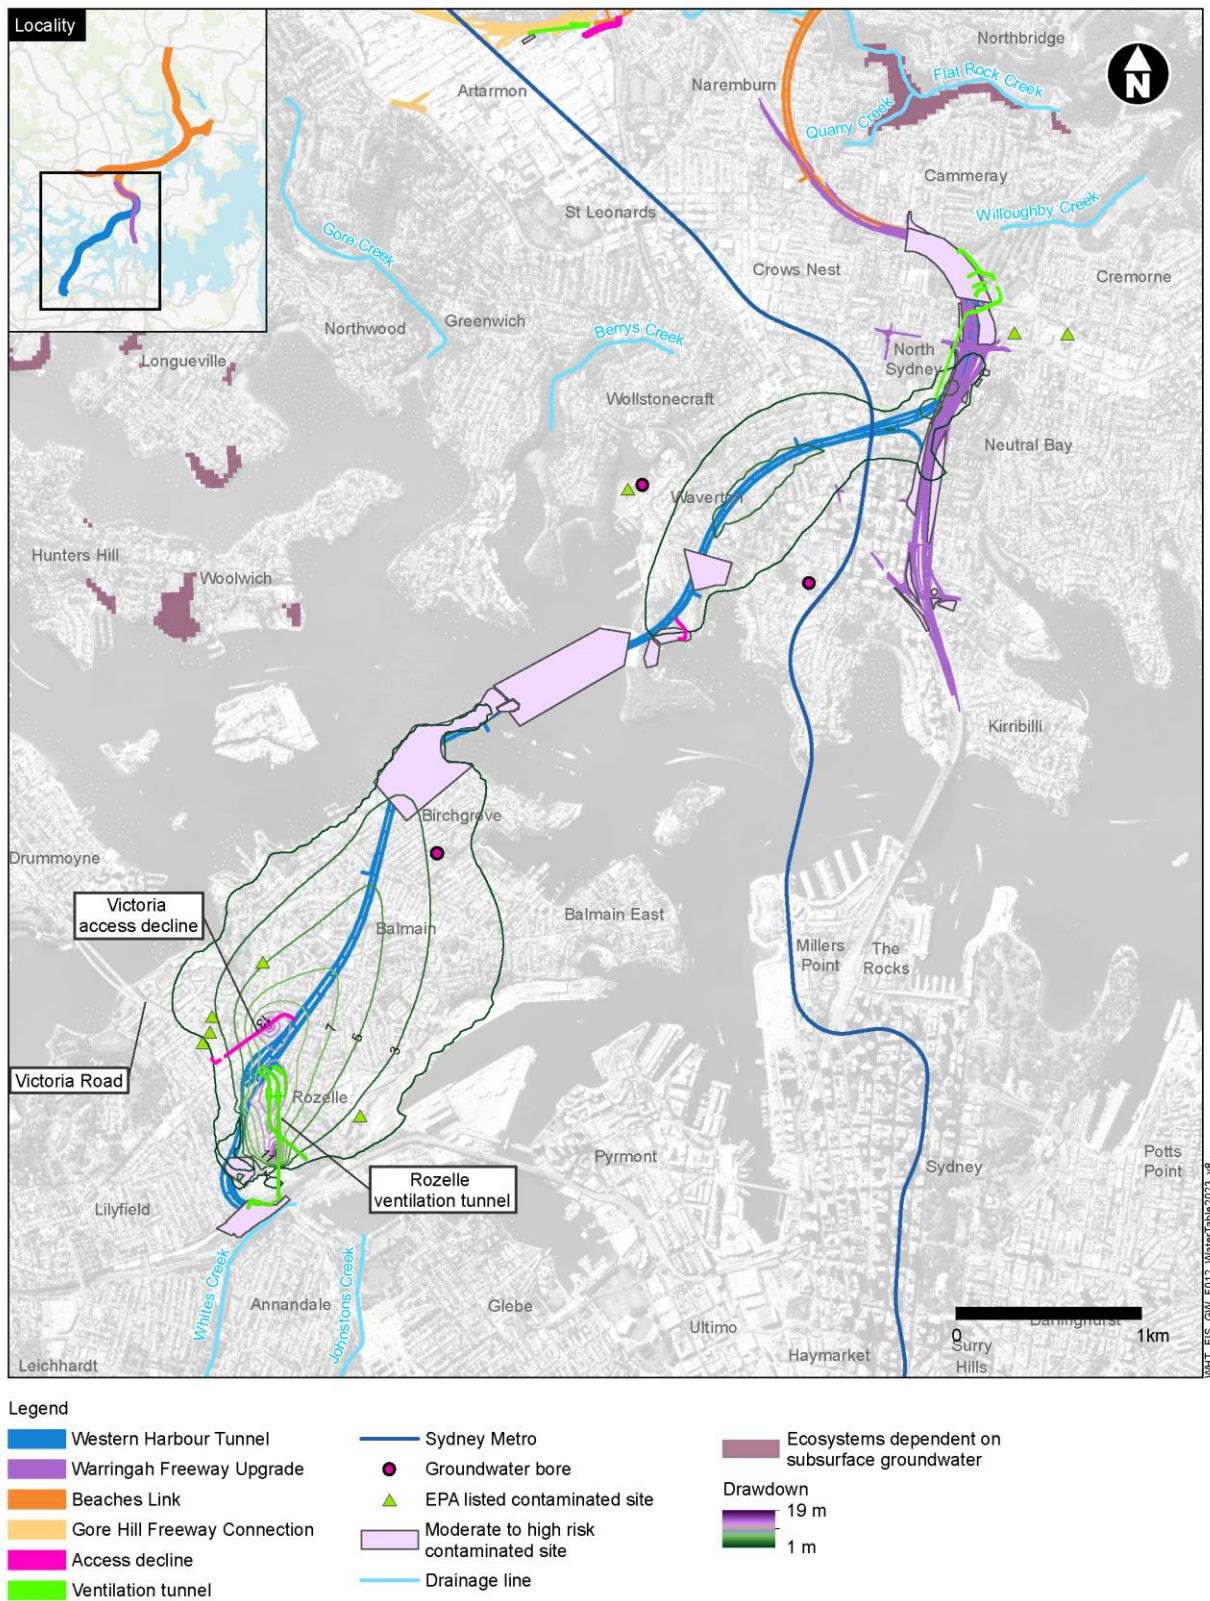 Locality
N
Northbridge
Flat Rock Creek
Artarmon
Naremburn
Quarry Creek
Cammeray
Willoughby Creek
St Leonards
Gore Creek
Crows Nest
Cremorne
Northwood
Greenwich
Berrys Creek
Longueville
North
Sydney
Wollstonecraft
Neutral Bay
Waverton
Hunters Hill
Woolwich
Kirribilli
Birchgrove
Drummoyne
Victoria
access decline
Balmain
Balmain East
Millers
Point
The
Rocks
7
5
3
Victoria Road
Rozelle
Pyrmont
Sydney
Potts
Point
Rozelle
ventilation tunnel
Lilyfield
Whites Creek
Johnstons Creek
Annandale
Glebe
Ultimo
Haymarket
Surry
Hills
Darlinghurst
0
1km
Leichhardt
WHT_EIS_GW_F012_WaterTable2023_v8
Legend
Western Harbour Tunnel
Warringah Freeway Upgrade
Beaches Link
Gore Hill Freeway Connection
Access decline
Ventilation tunnel
Sydney Metro
Groundwater bore
EPA listed contaminated site
Moderate to high risk
contaminated site
Drainage line
Ecosystems dependent on
subsurface groundwater
Drawdown
19 m
1 m